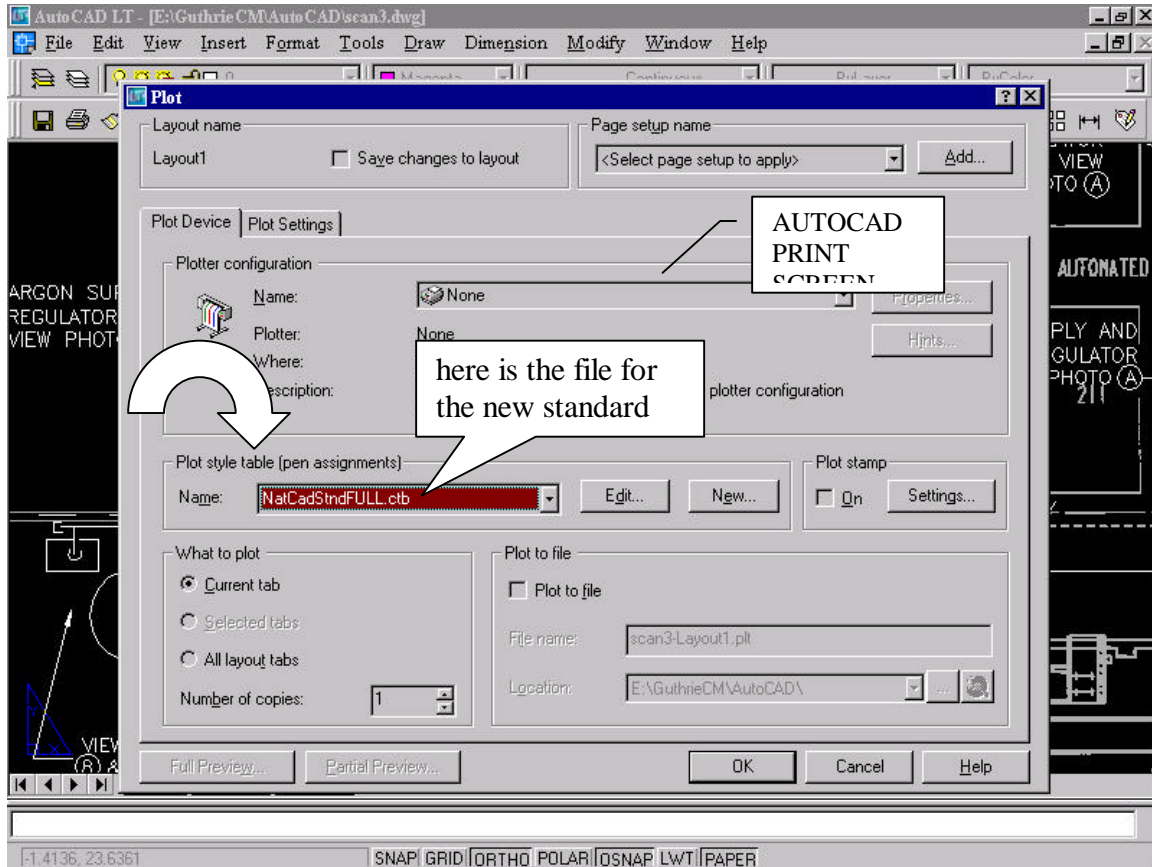 AutoCAD LT - [E:\GuthrieCM\AutoCAD\scan3.dwg]
File Edit View Insert Format Tools Draw Dimension Modify Window Help
0 Magenta Continuous ByLayer ByColor
Plot
Layout name
Layout1
Save changes to layout
Page setup name
<Select page setup to apply>
Add...
Plot Device
Plot Settings
AUTOCAD
PRINT
SCREEN
Plotter configuration
Name: None
Properties...
Plotter: None
Hints...
Where:
Description:
plotter configuration
here is the file for
the new standard
Plot style table (pen assignments)
Name: NatCadStndFULL.ctb
Edit...
New...
Plot stamp
On
Settings...
What to plot
Current tab
Selected tabs
All layout tabs
Number of copies: 1
Plot to file
Plot to file
File name: scan3-Layout1.plt
Location: E:\GuthrieCM\AutoCAD\
...
Full Preview...
Partial Preview...
OK
Cancel
Help
ARGON
REGULATOR
VIEW
VIEW
(A)
AUTOMATED
AND
PHOTO (A)
211
(B) &
-1.4136, 23.6361
SNAP GRID ORTHO POLAR OSNAP LWT PAPER